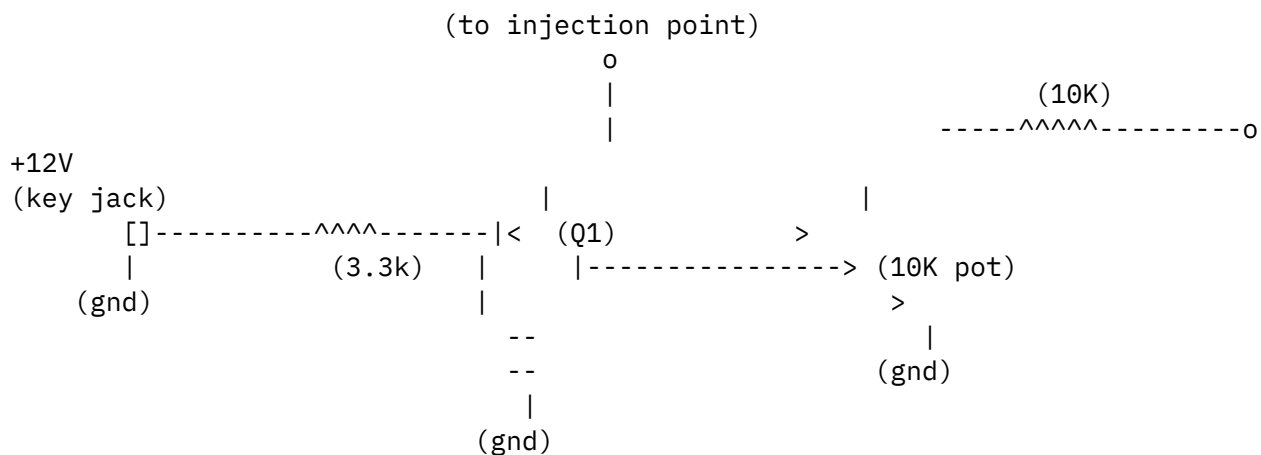 (to injection point)
o
|
| (10K)
| -----^^^^^---------o
+12V
(key jack) | |
[]----------^^^^-------|< (Q1) >
| (3.3k) | |----------------> (10K pot)
(gnd) | >
-- |
-- (gnd)
|
(gnd)